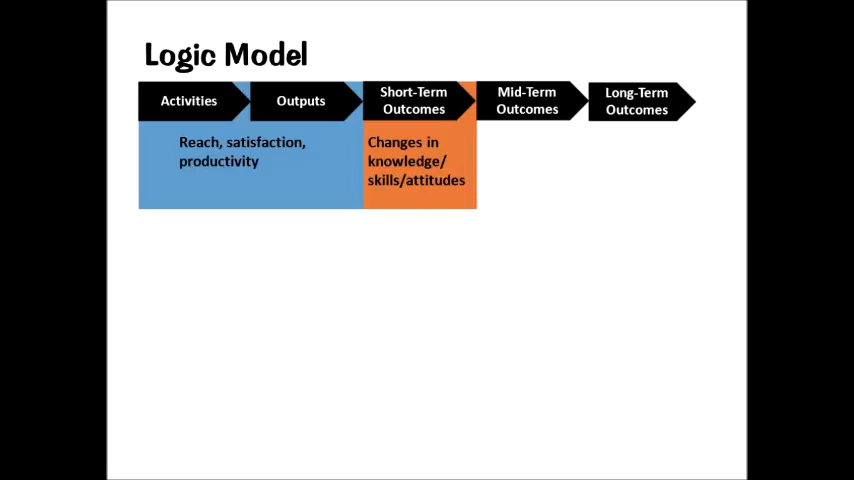 Logic Model
Activities
Outputs
Short-Term
Outcomes
Mid-Term
Outcomes
Long-Term
Outcomes
Reach, satisfaction,
productivity
Changes in
knowledge/
skills/attitudes